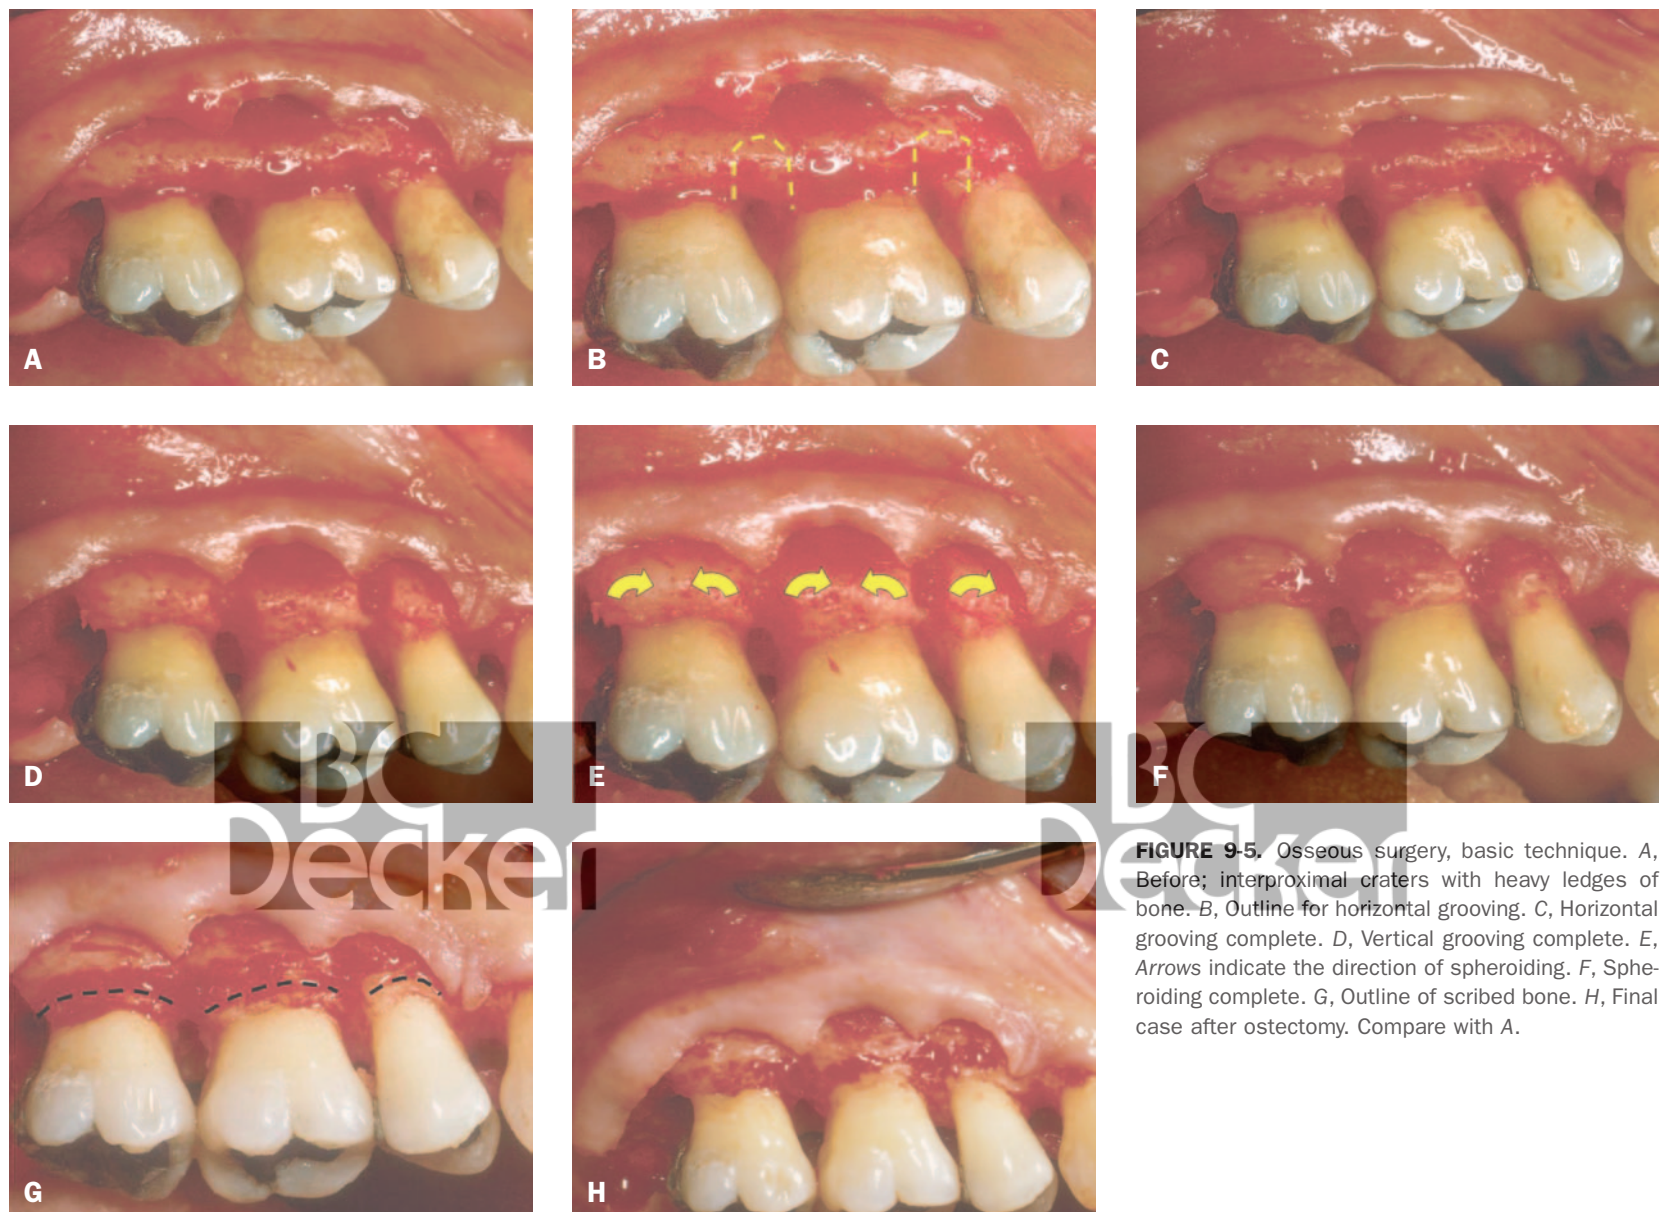 A
B
C
D
E
F
BC
Decker
BC
Decker
G
H
FIGURE 9-5. Osseous surgery, basic technique. A,
Before; interproximal craters with heavy ledges of
bone. B, Outline for horizontal grooving. C, Horizontal
grooving complete. D, Vertical grooving complete. E,
Arrows indicate the direction of spheroiding. F, Sphe-
roiding complete. G, Outline of scribed bone. H, Final
case after ostectomy. Compare with A.